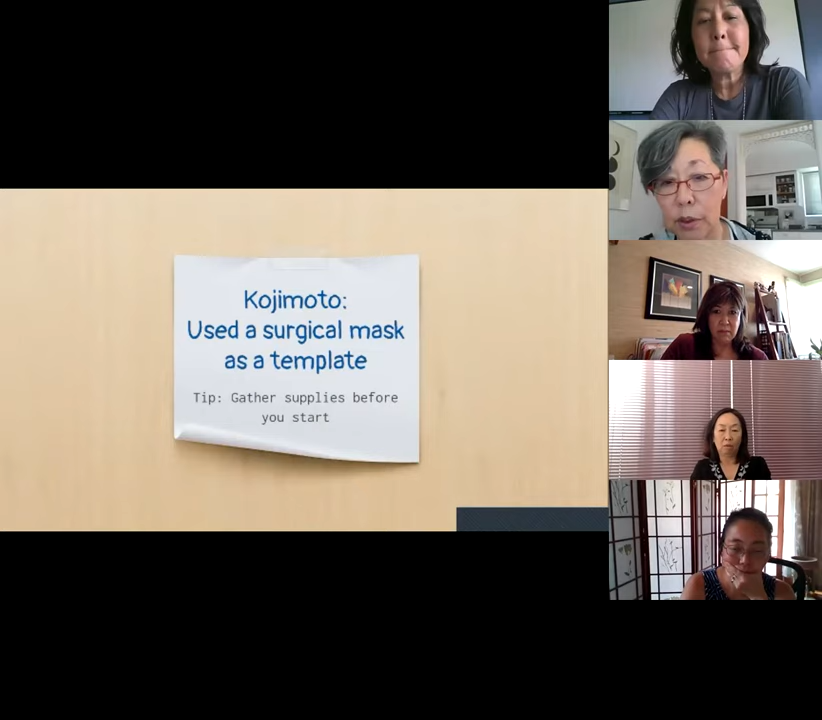 Kojimoto:
Used a surgical mask
as a template
Tip: Gather supplies before
you start